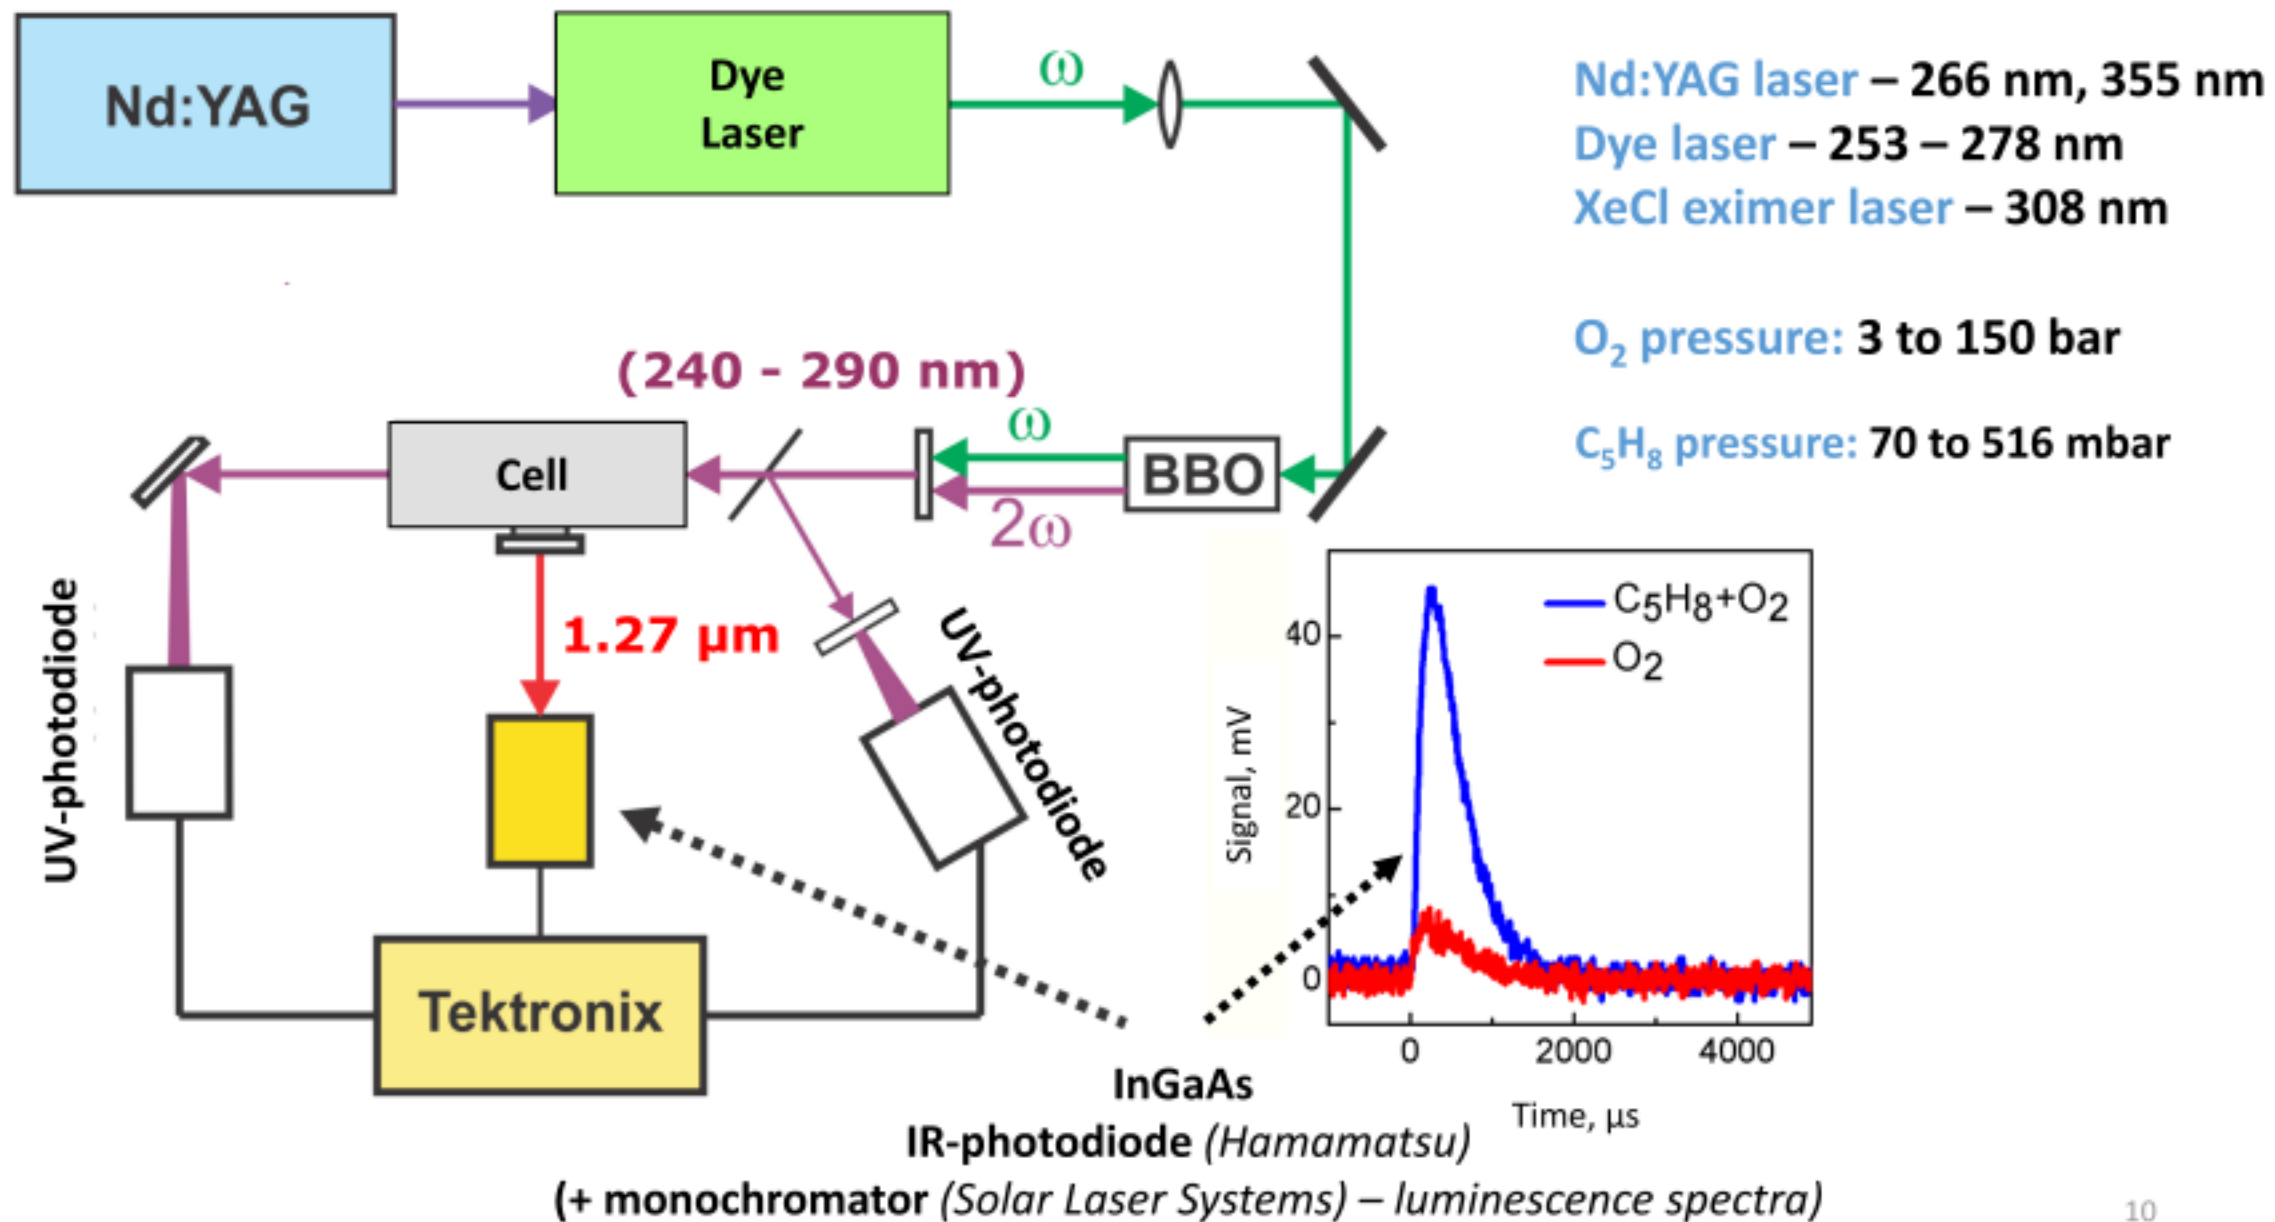 Nd:YAG
Dye
Laser
ω
Nd:YAG laser – 266 nm, 355 nm
Dye laser – 253 – 278 nm
XeCl eximer laser – 308 nm
O₂ pressure: 3 to 150 bar
C₅H₈ pressure: 70 to 516 mbar
(240 - 290 nm)
ω
Cell
BBO
2ω
1.27 µm
UV-photodiode
UV-photodiode
Tektronix
C₅H₈+O₂
O₂
Signal, mV
40
20
0
0 2000 4000
Time, µs
InGaAs
IR-photodiode (Hamamatsu)
(+ monochromator (Solar Laser Systems) – luminescence spectra)
10